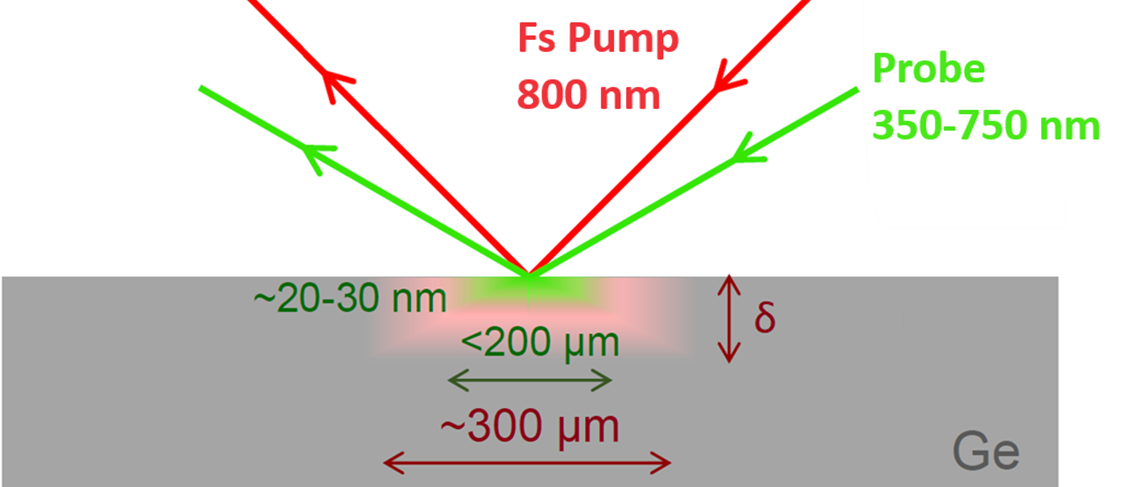 Fs Pump
800 nm
Probe
350-750 nm
~20-30 nm
<200 µm
δ
~300 µm
Ge